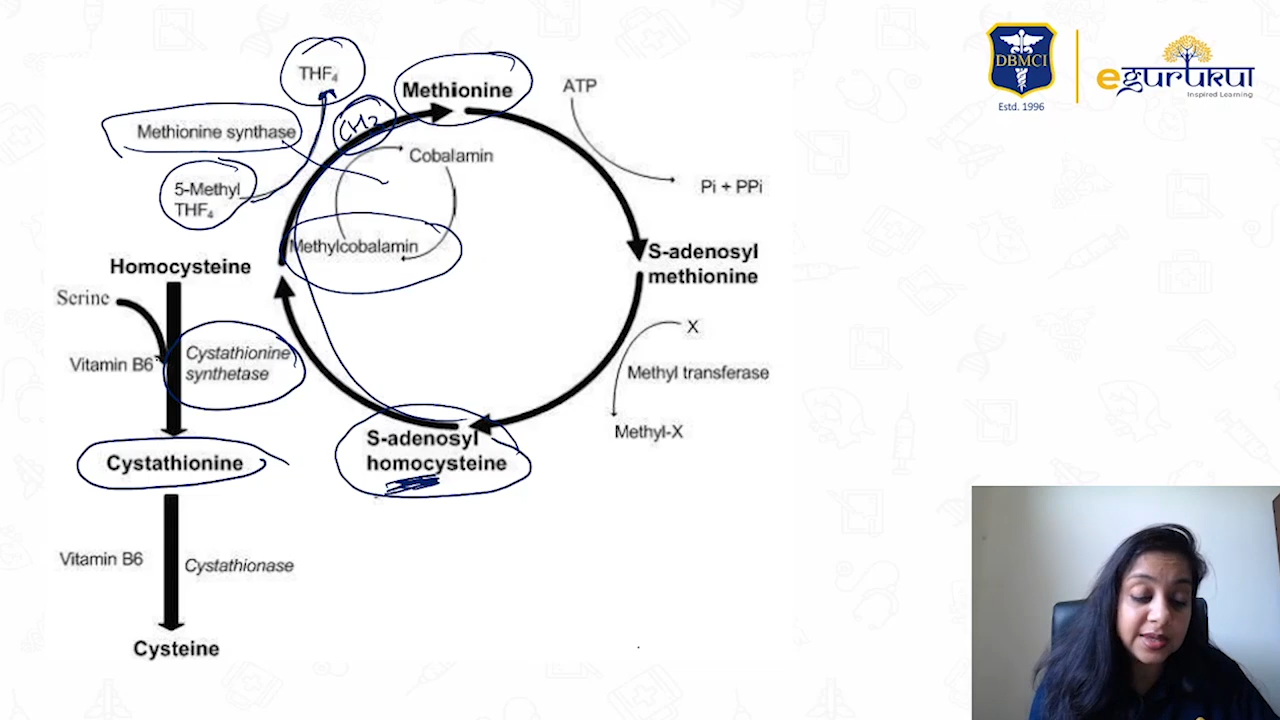 THF4
Methionine
ATP
CH3
Methionine synthase
Cobalamin
5-Methyl
THF4
Pi + PPi
Methylcobalamin
S-adenosyl
methionine
Homocysteine
Serine
X
Vitamin B6
Cystathionine
synthetase
Methyl transferase
Methyl-X
S-adenosyl
homocysteine
Cystathionine
Vitamin B6
Cystathionase
Cysteine
DBMCI
Estd. 1996
egurukul
Inspired Learning